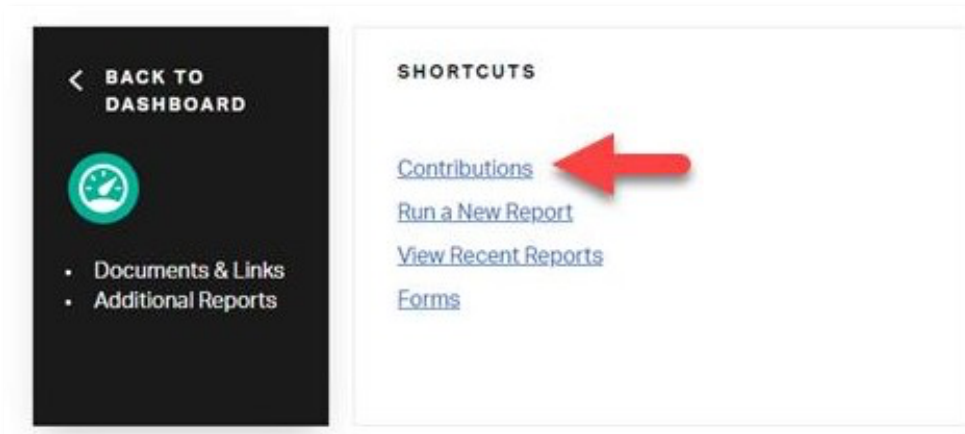 BACK TO
DASHBOARD
Documents & Links
Additional Reports
SHORTCUTS
Contributions
Run a New Report
View Recent Reports
Forms